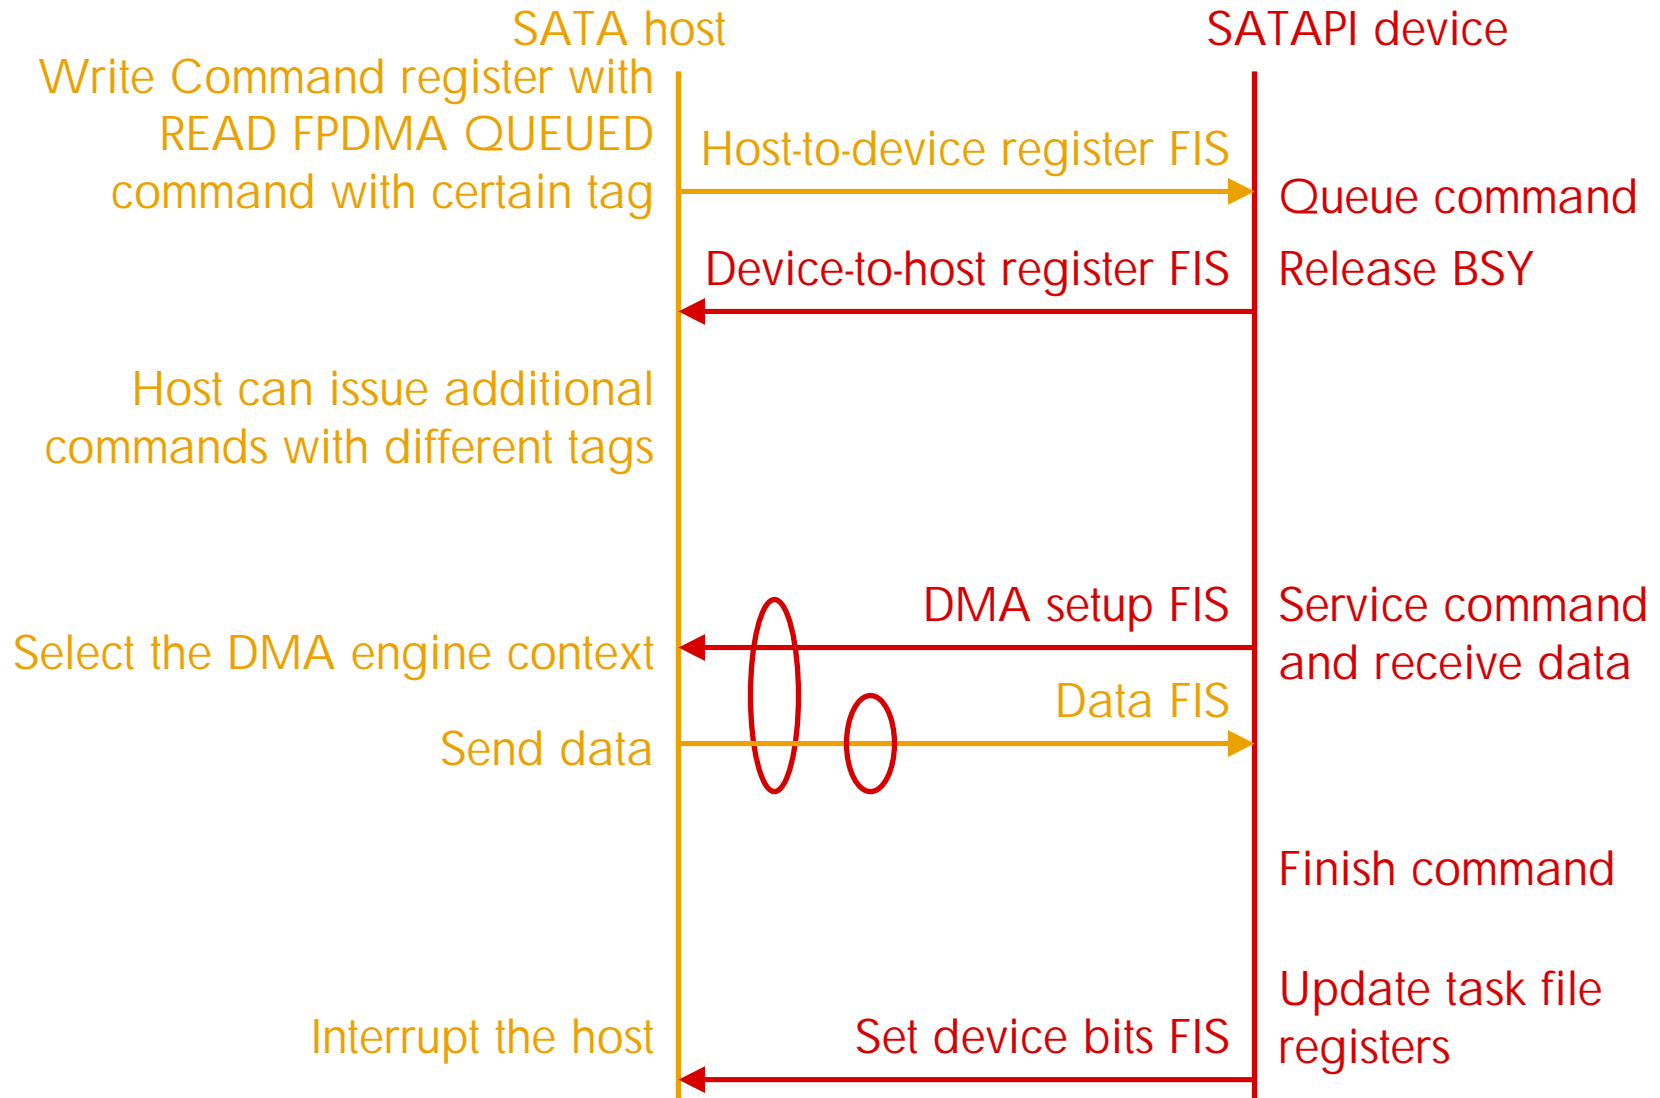 SATA host
SATAPI device
Write Command register with
READ FPDMA QUEUED
command with certain tag
Host-to-device register FIS
Queue command
Device-to-host register FIS
Release BSY
Host can issue additional
commands with different tags
DMA setup FIS
Service command
and receive data
Select the DMA engine context
Data FIS
Send data
Finish command
Update task file
registers
Interrupt the host
Set device bits FIS